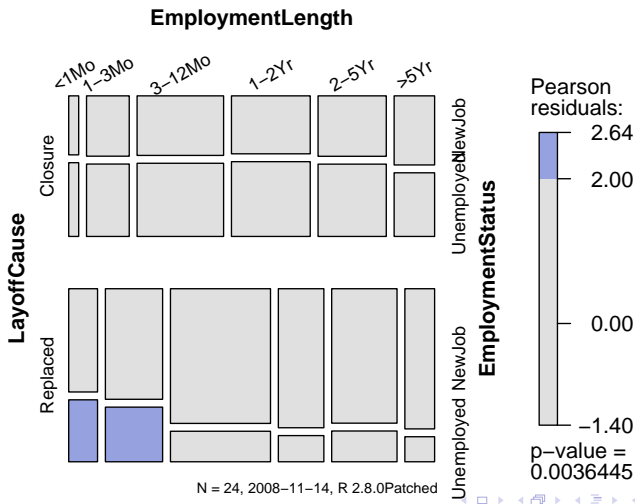 EmploymentLength
<1Mo 1−3Mo 3−12Mo 1−2Yr 2−5Yr >5Yr
LayoffCause
Closure
Replaced
NewJob
Unemployed
NewJob
Unemployed
EmploymentStatus
Pearson
residuals:
2.64
2.00
0.00
−1.40
p−value =
0.0036445
N = 24, 2008−11−14, R 2.8.0Patched